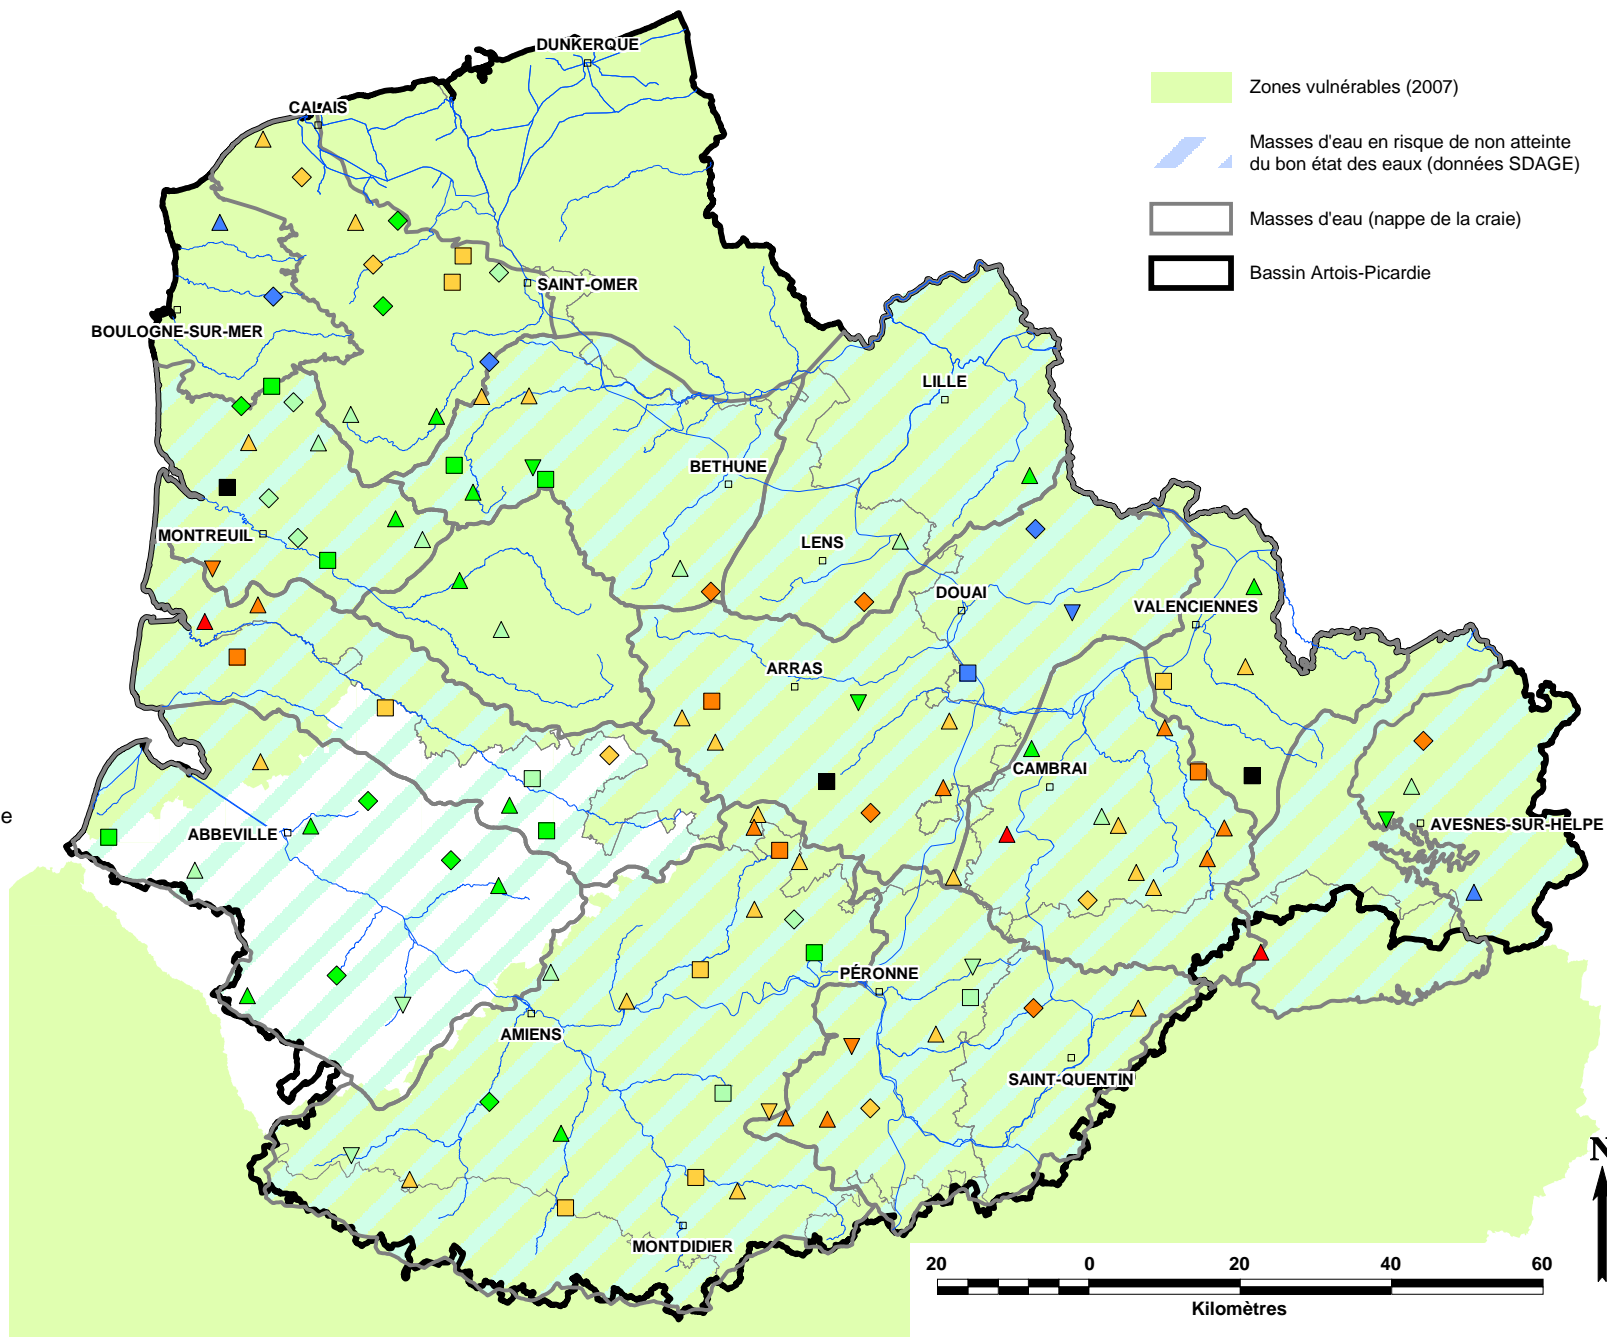 DUNKERQUE
Zones vulnérables (2007)
CALAIS
Masses d'eau en risque de non atteinte
du bon état des eaux (données SDAGE)
Masses d'eau (nappe de la craie)
Bassin Artois-Picardie
SAINT-OMER
BOULOGNE-SUR-MER
LILLE
BETHUNE
MONTREUIL
LENS
DOUAI
VALENCIENNES
ARRAS
CAMBRAI
e
ABBEVILLE
AVESNES-SUR-HELPE
PÉRONNE
AMIENS
SAINT-QUENTIN
N
MONTDIDIER
20 0 20 40 60
Kilomètres